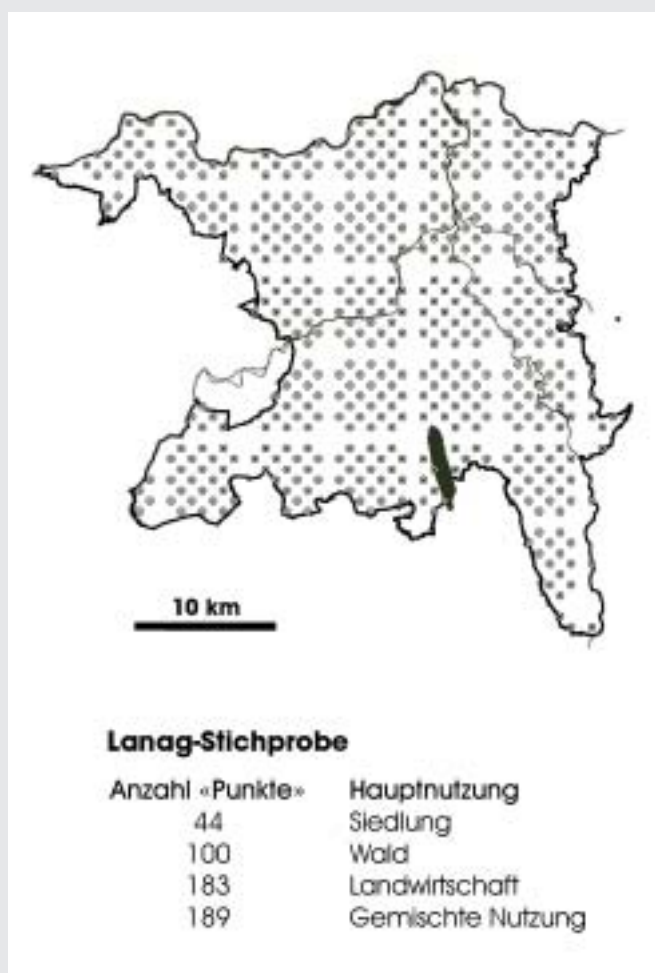 10 km
Lanag-Stichprobe
Anzahl «Punkte» Hauptnutzung
44 Siedlung
100 Wald
183 Landwirtschaft
189 Gemischte Nutzung